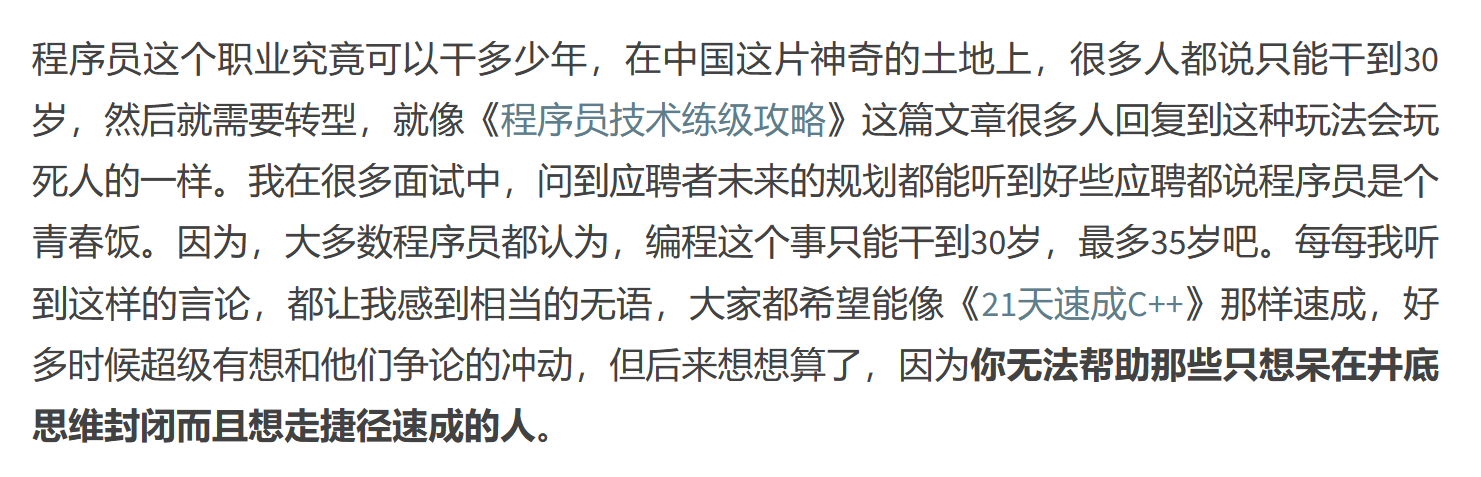 程序员这个职业究竟可以干多少年，在中国这片神奇的土地上，很多人都说只能干到30
岁，然后就需要转型，就像《程序员技术练级攻略》这篇文章很多人回复到这种玩法会玩
死人的一样。我在很多面试中，问到应聘者未来的规划都能听到好些应聘都说程序员是个
青春饭。因为，大多数程序员都认为，编程这个事只能干到30岁，最多35岁吧。每每我听
到这样的言论，都让我感到相当的无语，大家都希望能像《21天速成C++》那样速成，好
多时候超级有想和他们争论的冲动，但后来想想算了，因为你无法帮助那些只想呆在井底
思维封闭而且想走捷径速成的人。